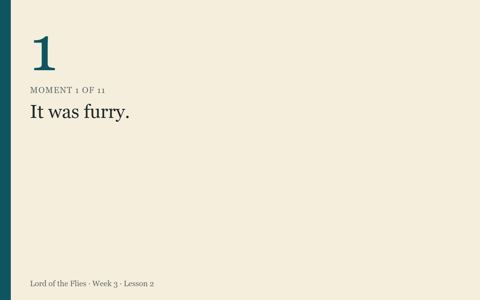 1
MOMENT 1 OF 11
It was furry.
Lord of the Flies · Week 3 · Lesson 2